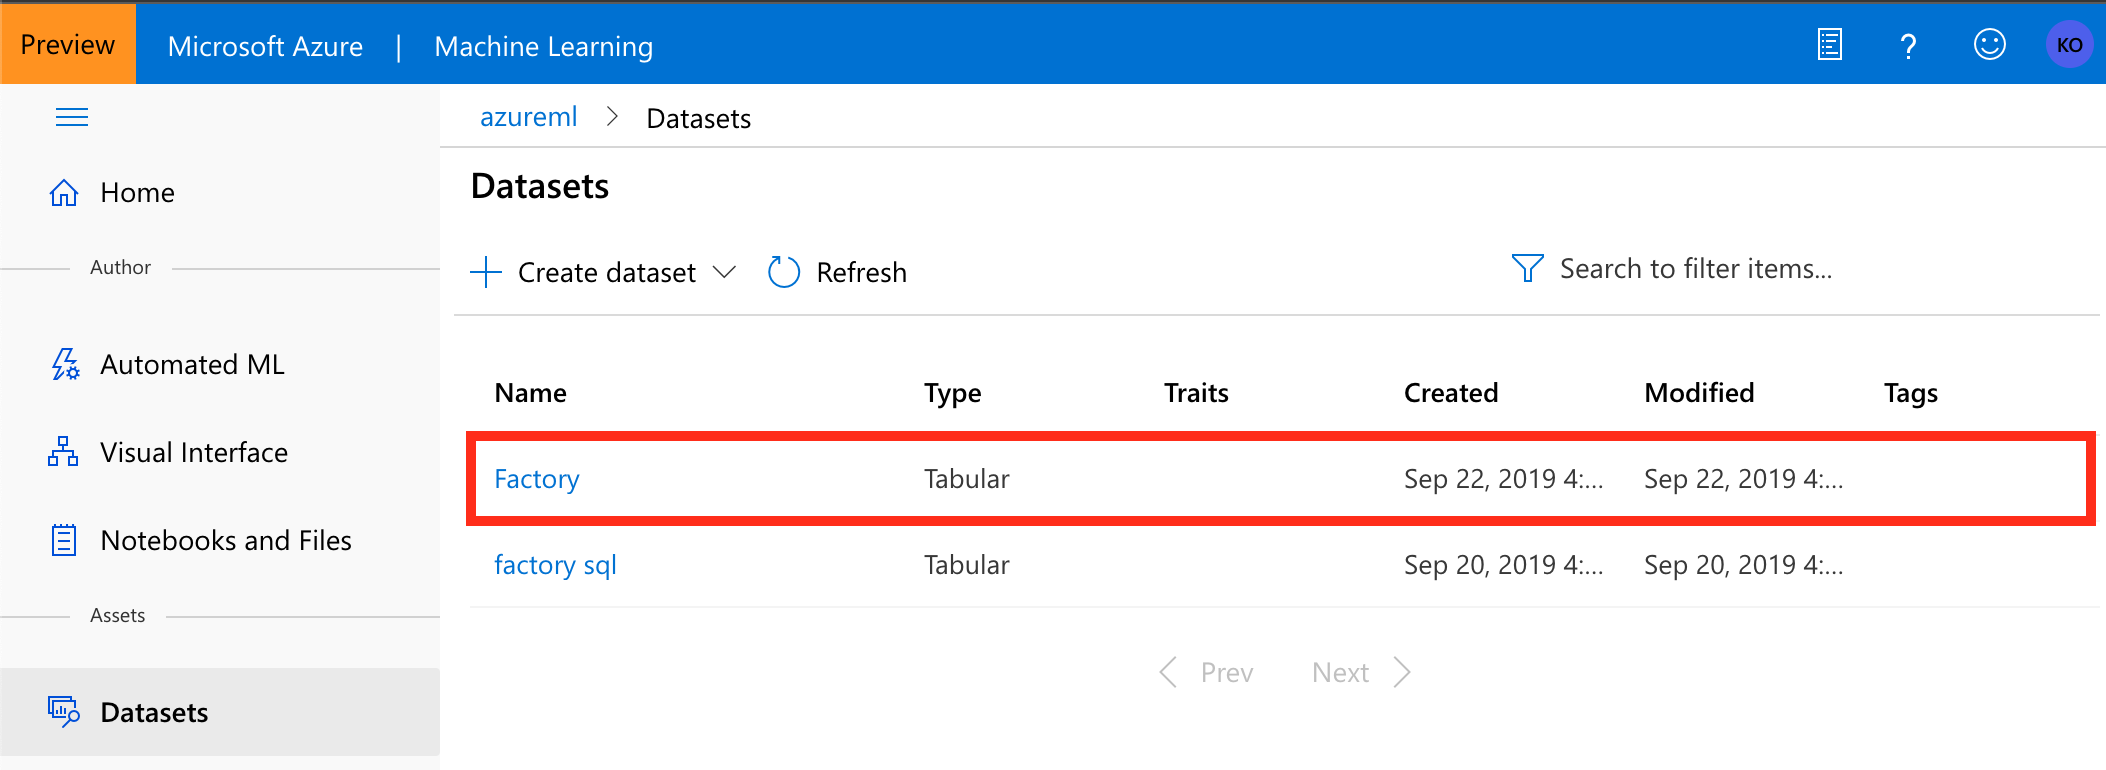 Preview Microsoft Azure | Machine Learning ? KO
azureml > Datasets
Home
Author
Automated ML
Visual Interface
Notebooks and Files
Assets
Datasets
Datasets
Create dataset Refresh Search to filter items...
Name Type Traits Created Modified Tags
Factory Tabular Sep 22, 2019 4:... Sep 22, 2019 4:...
factory sql Tabular Sep 20, 2019 4:... Sep 20, 2019 4:...
Prev Next